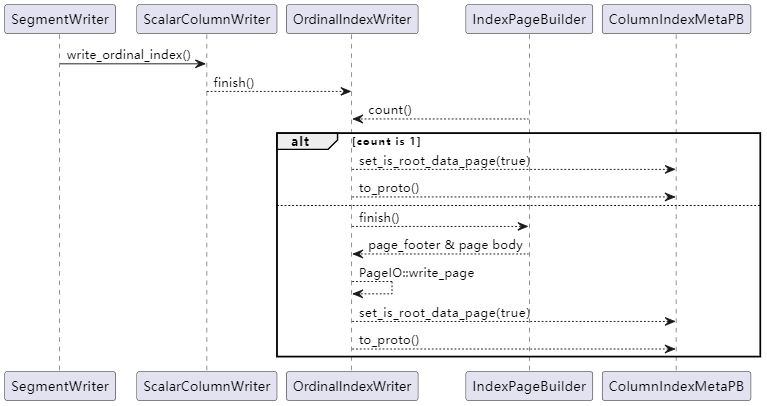 SegmentWriter ScalarColumnWriter OrdinalIndexWriter IndexPageBuilder ColumnIndexMetaPB
write_ordinal_index()
finish()
count()
alt [count is 1]
set_is_root_data_page(true)
to_proto()
finish()
page_footer & page body
PageIO::write_page
set_is_root_data_page(true)
to_proto()
SegmentWriter ScalarColumnWriter OrdinalIndexWriter IndexPageBuilder ColumnIndexMetaPB